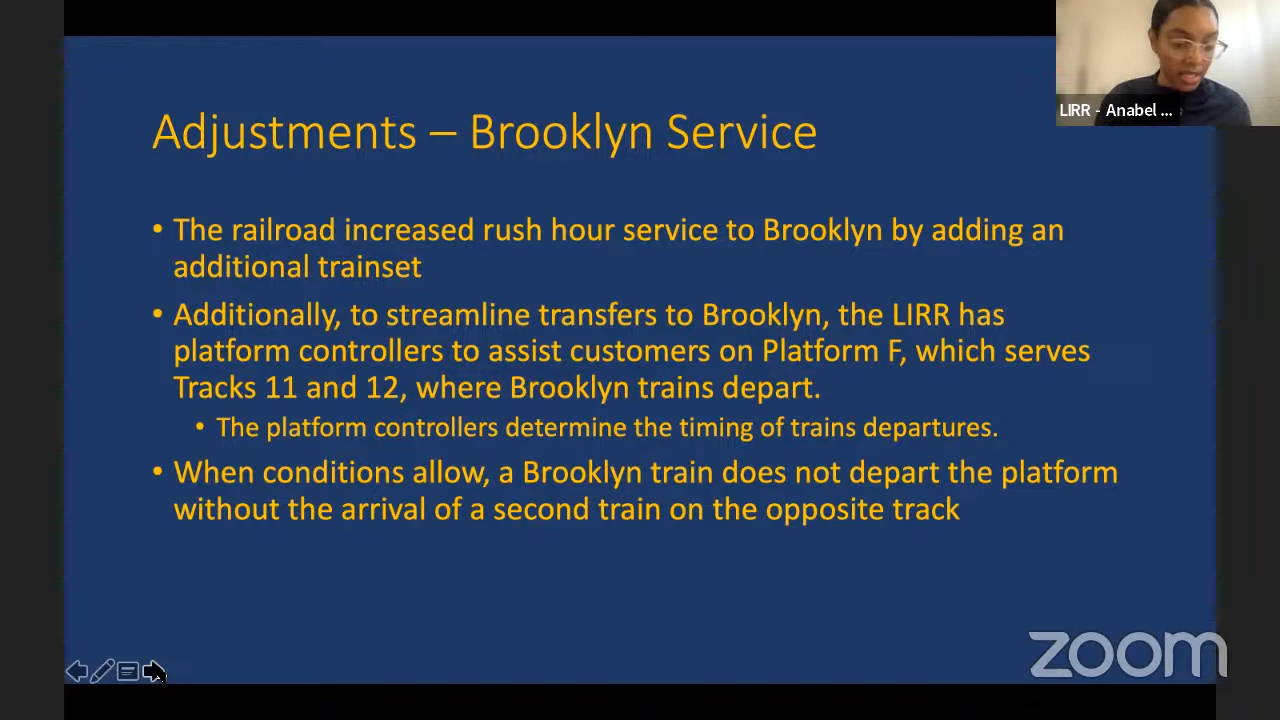 LIRR - Anabel ...
Adjustments – Brooklyn Service
• The railroad increased rush hour service to Brooklyn by adding an
additional trainset
• Additionally, to streamline transfers to Brooklyn, the LIRR has
platform controllers to assist customers on Platform F, which serves
Tracks 11 and 12, where Brooklyn trains depart.
• The platform controllers determine the timing of trains departures.
• When conditions allow, a Brooklyn train does not depart the platform
without the arrival of a second train on the opposite track
zoom